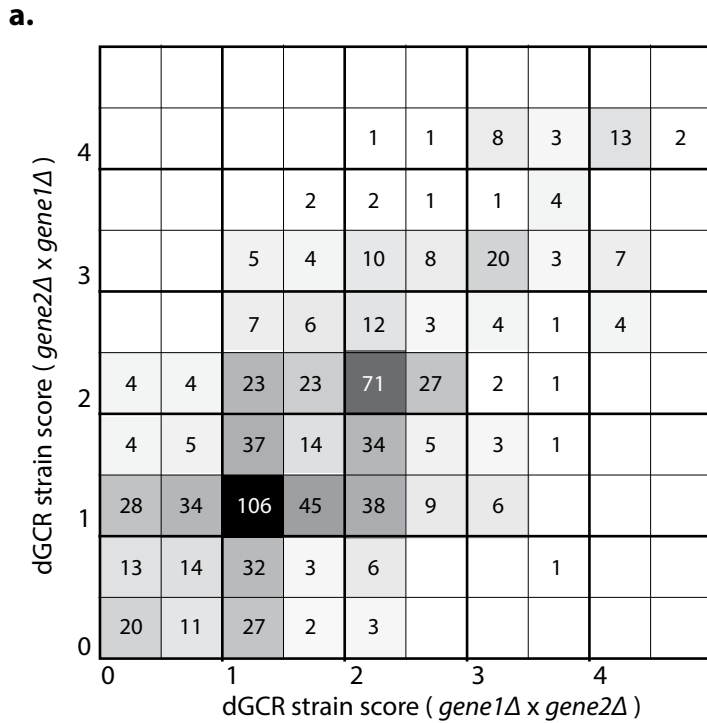 a.
1 1 8 3 13 2
4
2 2 1 1 4
5 4 10 8 20 3 7
3
7 6 12 3 4 1 4
4 4 23 23 71 27 2 1
2
4 5 37 14 34 5 3 1
28 34 106 45 38 9 6
1
13 14 32 3 6 1
20 11 27 2 3
0
0 1 2 3 4
dGCR strain score ( gene1Δ x gene2Δ )
dGCR strain score ( gene2Δ x gene1Δ )